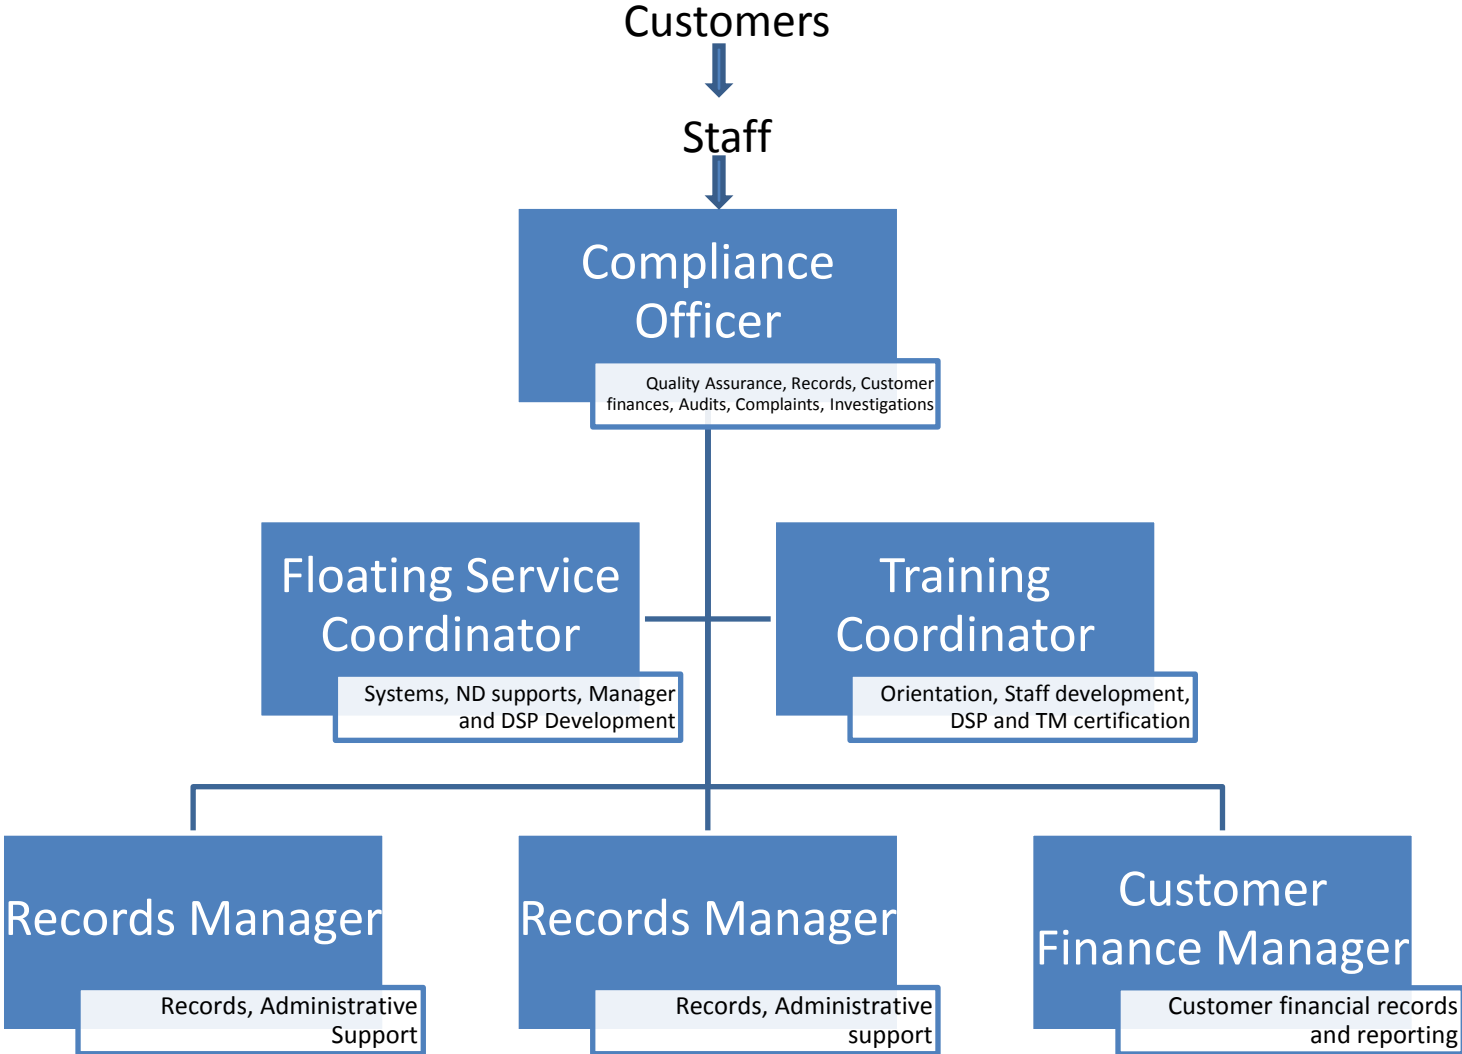 Customers
Staff
Compliance
Officer
Quality Assurance, Records, Customer
finances, Audits, Complaints, Investigations
Floating Service
Coordinator
Systems, ND supports, Manager
and DSP Development
Training
Coordinator
Orientation, Staff development,
DSP and TM certification
Records Manager
Records, Administrative
Support
Records Manager
Records, Administrative
support
Customer
Finance Manager
Customer financial records
and reporting